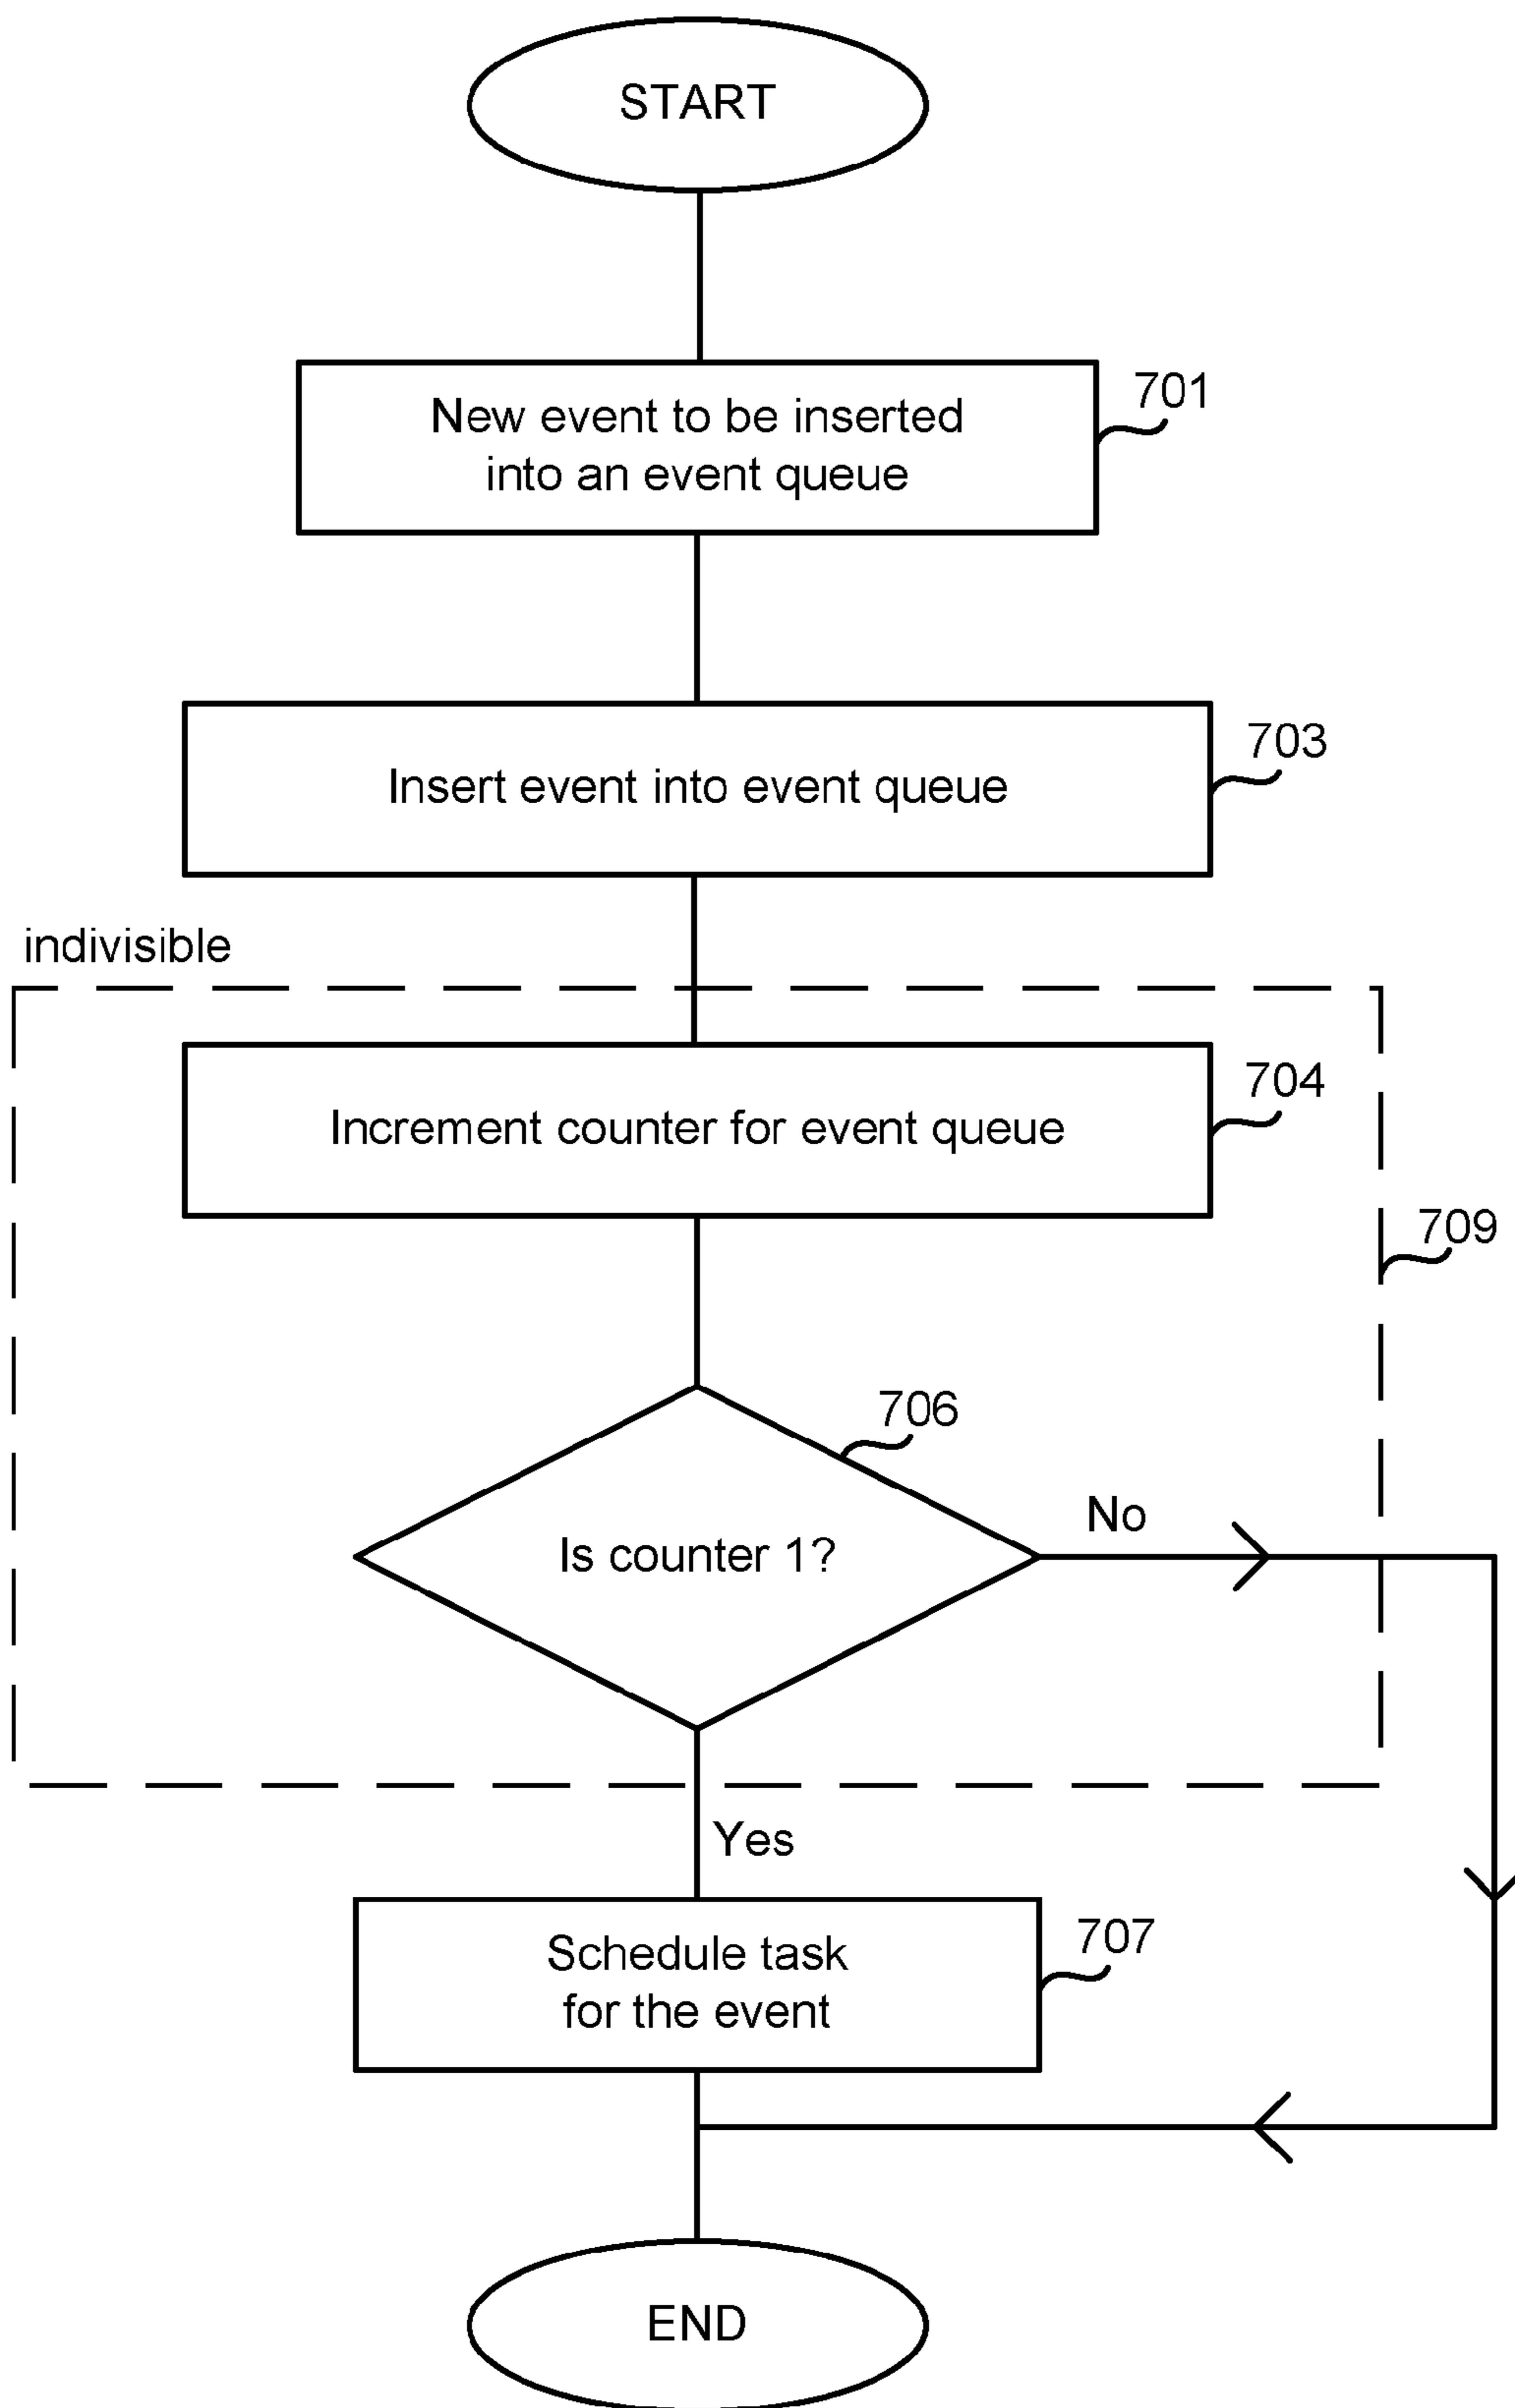 START
New event to be inserted
into an event queue
701
Insert event into event queue
703
indivisible
Increment counter for event queue
704
709
706
Is counter 1?
No
Yes
Schedule task
for the event
707
END